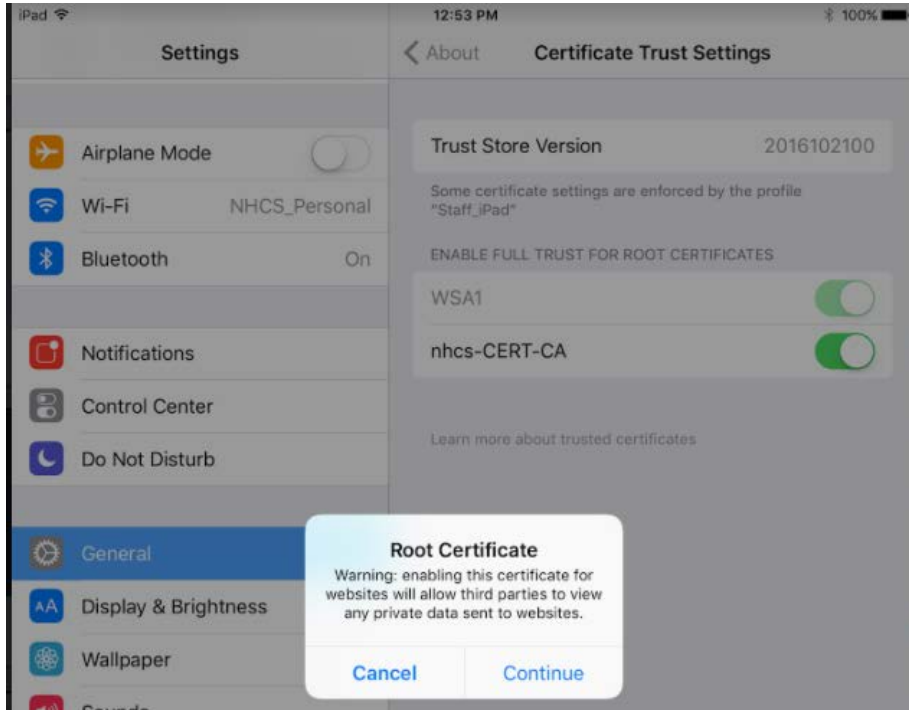 iPad
12:53 PM
100%
Settings
About
Certificate Trust Settings
Airplane Mode
Wi-Fi
NHCS_Personal
Bluetooth
On
Notifications
Control Center
Do Not Disturb
General
Display & Brightness
Wallpaper
Sounds
Trust Store Version
2016102100
Some certificate settings are enforced by the profile
"Staff_iPad"
ENABLE FULL TRUST FOR ROOT CERTIFICATES
WSA1
nhcs-CERT-CA
Learn more about trusted certificates
Root Certificate
Warning: enabling this certificate for
websites will allow third parties to view
any private data sent to websites.
Cancel
Continue